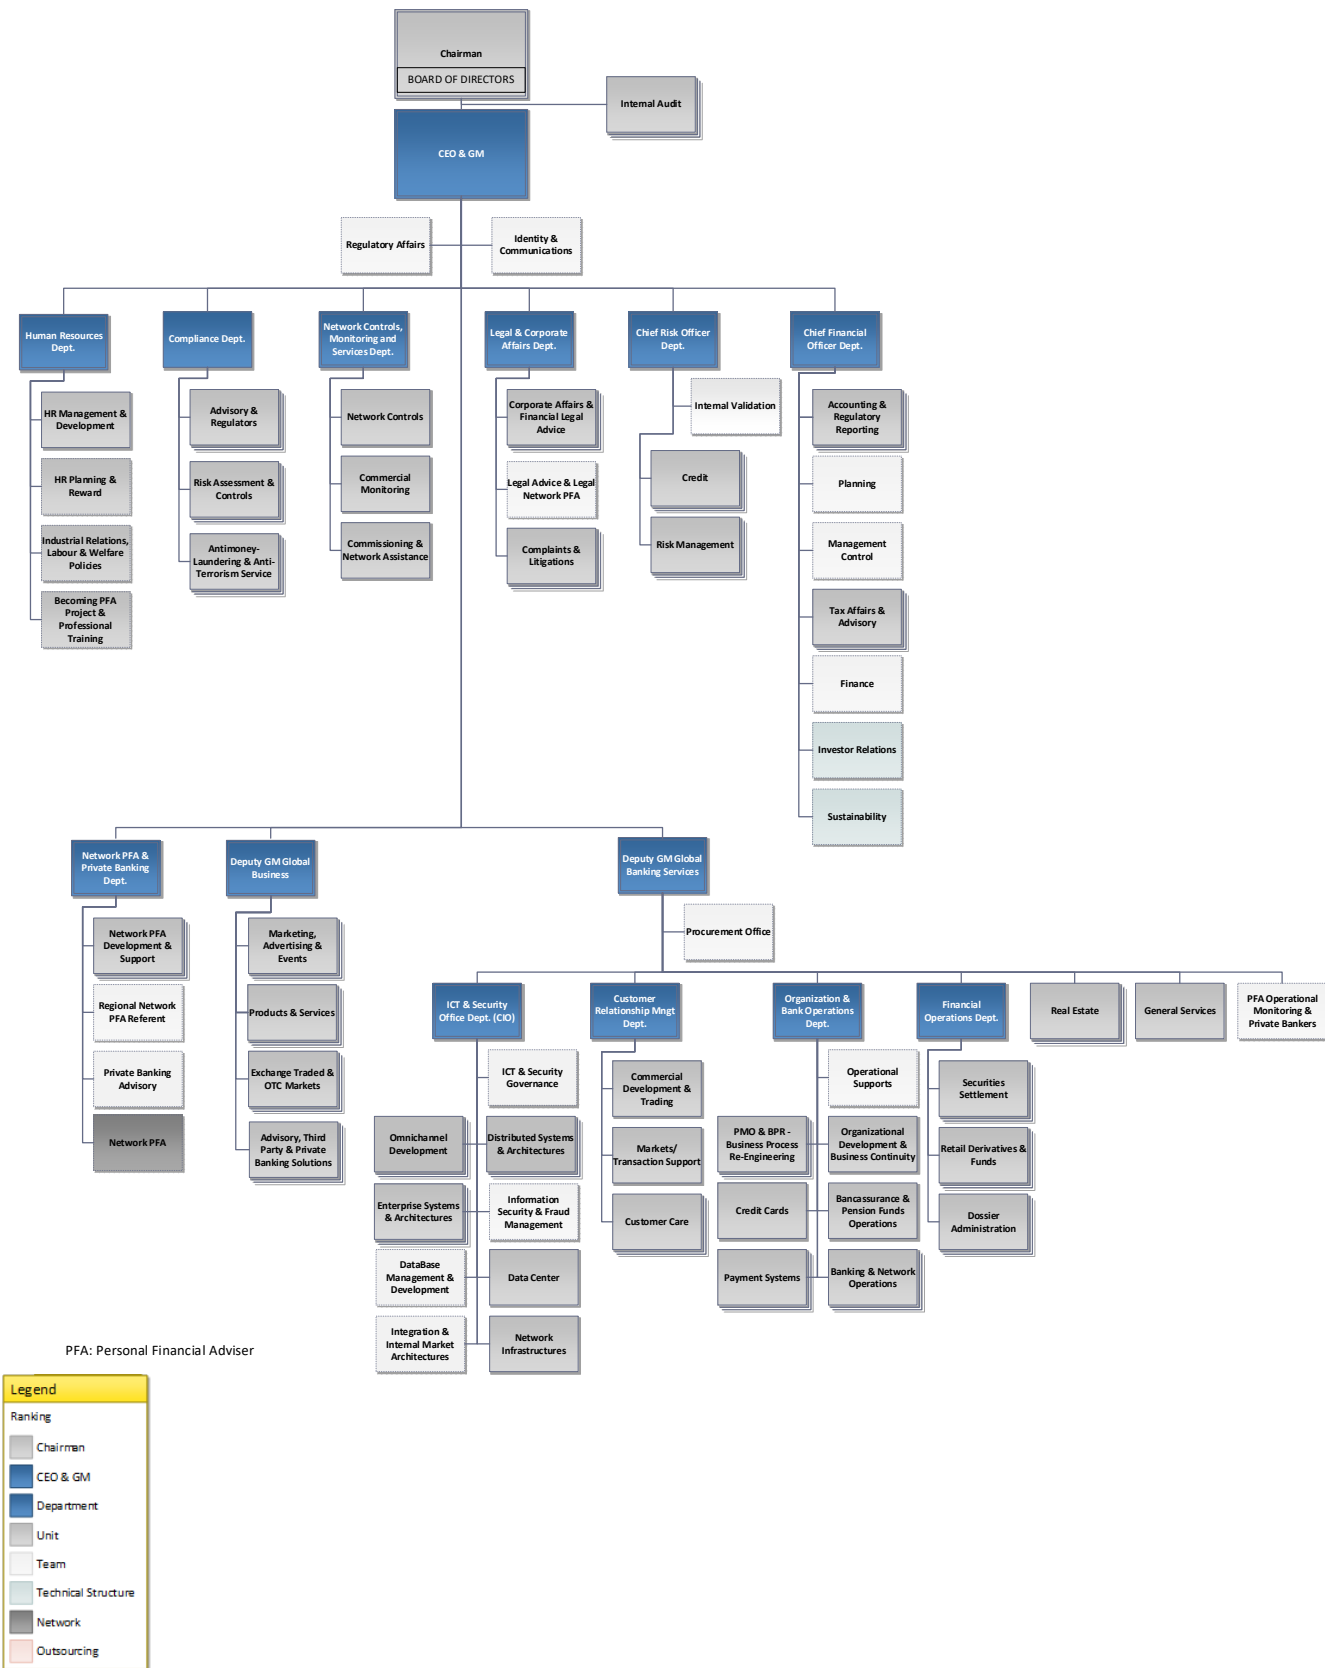 Chairman
BOARD OF DIRECTORS
Internal Audit
CEO & GM
Regulatory Affairs
Identity &
Communications
Human Resources
Dept.
Compliance Dept.
Network Controls,
Monitoring and
Services Dept.
Legal & Corporate
Affairs Dept.
Chief Risk Officer
Dept.
Chief Financial
Officer Dept.
HR Management &
Development
HR Planning &
Reward
Industrial Relations,
Labour & Welfare
Policies
Becoming PFA
Project &
Professional
Training
Advisory &
Regulators
Risk Assessment &
Controls
Antimoney-
Laundering & Anti-
Terrorism Service
Network Controls
Commercial
Monitoring
Commissioning &
Network Assistance
Corporate Affairs &
Financial Legal
Advice
Legal Advice & Legal
Network PFA
Complaints &
Litigations
Internal Validation
Credit
Risk Management
Accounting &
Regulatory
Reporting
Planning
Management
Control
Tax Affairs &
Advisory
Finance
Investor Relations
Sustainability
Network PFA &
Private Banking
Dept.
Deputy GM Global
Business
Deputy GM Global
Banking Services
Network PFA
Development &
Support
Regional Network
PFA Referent
Private Banking
Advisory
Network PFA
Marketing,
Advertising &
Events
Products & Services
Exchange Traded &
OTC Markets
Advisory, Third
Party & Private
Banking Solutions
Procurement Office
ICT & Security
Office Dept. (CIO)
Customer
Relationship Mngt
Dept.
Organization &
Bank Operations
Dept.
Financial
Operations Dept.
Real Estate
General Services
PFA Operational
Monitoring &
Private Bankers
ICT & Security
Governance
Omnichannel
Development
Distributed Systems
& Architectures
Enterprise Systems
& Architectures
Information
Security & Fraud
Management
DataBase
Management &
Development
Data Center
Integration &
Internal Market
Architectures
Network
Infrastructures
Commercial
Development &
Trading
Markets/
Transaction Support
Customer Care
Operational
Supports
PMO & BPR -
Business Process
Re-Engineering
Organizational
Development &
Business Continuity
Credit Cards
Bancassurance &
Pension Funds
Operations
Payment Systems
Banking & Network
Operations
Securities
Settlement
Retail Derivatives &
Funds
Dossier
Administration
PFA: Personal Financial Adviser
Legend
Ranking
Chairman
CEO & GM
Department
Unit
Team
Technical Structure
Network
Outsourcing